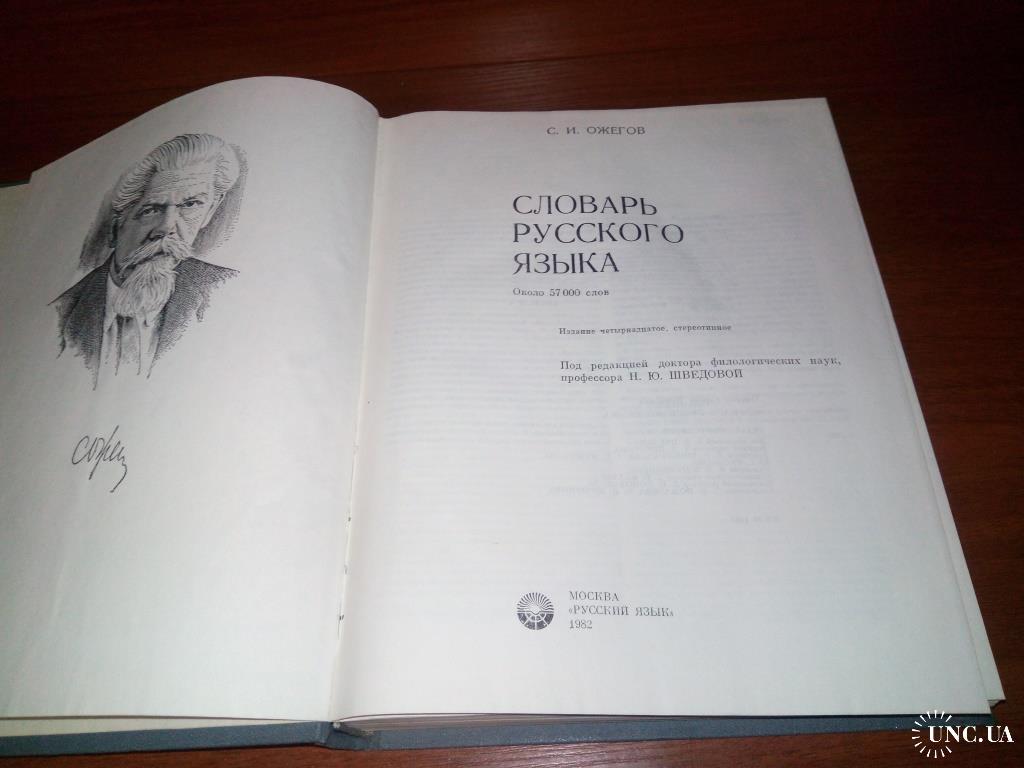 С. И. ОЖЕГОВ
СЛОВАРЬ
РУССКОГО
ЯЗЫКА
Около 57 000 слов
Издание четырнадцатое, стереотипное
Под редакцией доктора филологических наук,
профессора Н. Ю. ШВЕДОВОЙ
МОСКВА
«РУССКИЙ ЯЗЫК»
1982
UNC.UA